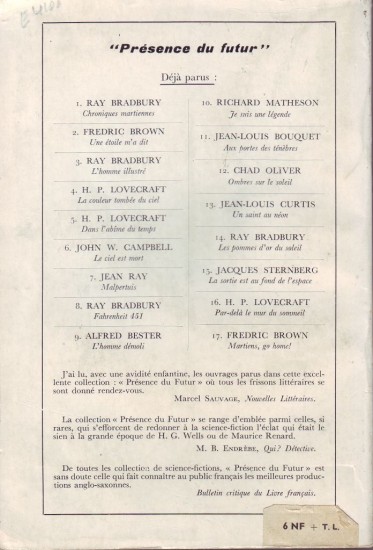 "Présence du futur"
Déjà parus :
1. RAY BRADBURY
Chroniques martiennes
2. FREDRIC BROWN
Une étoile m'a dit
3. RAY BRADBURY
L'homme illustré
4. H. P. LOVECRAFT
La couleur tombée du ciel
5. H. P. LOVECRAFT
Dans l'abîme du temps
6. JOHN W. CAMPBELL
Le ciel est mort
7. JEAN RAY
Malpertuis
8. RAY BRADBURY
Fahrenheit 451
9. ALFRED BESTER
L'homme démoli
10. RICHARD MATHESON
Je suis une légende
11. JEAN-LOUIS BOUQUET
Aux portes des ténèbres
12. CHAD OLIVER
Ombres sur le soleil
13. JEAN-LOUIS CURTIS
Un saint au néon
14. RAY BRADBURY
Les pommes d'or du soleil
15. JACQUES STERNBERG
La sortie est au fond de l'espace
16. H. P. LOVECRAFT
Par-delà le mur du sommeil
17. FREDRIC BROWN
Martiens, go home!
J'ai lu, avec une avidité enfantine, les ouvrages parus dans cette excel-
lente collection : « Présence du Futur » où tous les frissons littéraires se
sont donné rendez-vous.
Marcel SAUVAGE, Nouvelles Littéraires.
La collection « Présence du Futur » se range d'emblée parmi celles, si
rares, qui s'efforcent de redonner à la science-fiction l'éclat qui était le
sien à la grande époque de H. G. Wells ou de Maurice Renard.
M. B. ENDRÈBE, Qui? Détective.
De toutes les collections de science-fictions, « Présence du Futur » est
sans doute celle qui fait connaître au public français les meilleures produc-
tions anglo-saxonnes.
Bulletin critique du Livre français.
6 NF + T. L.